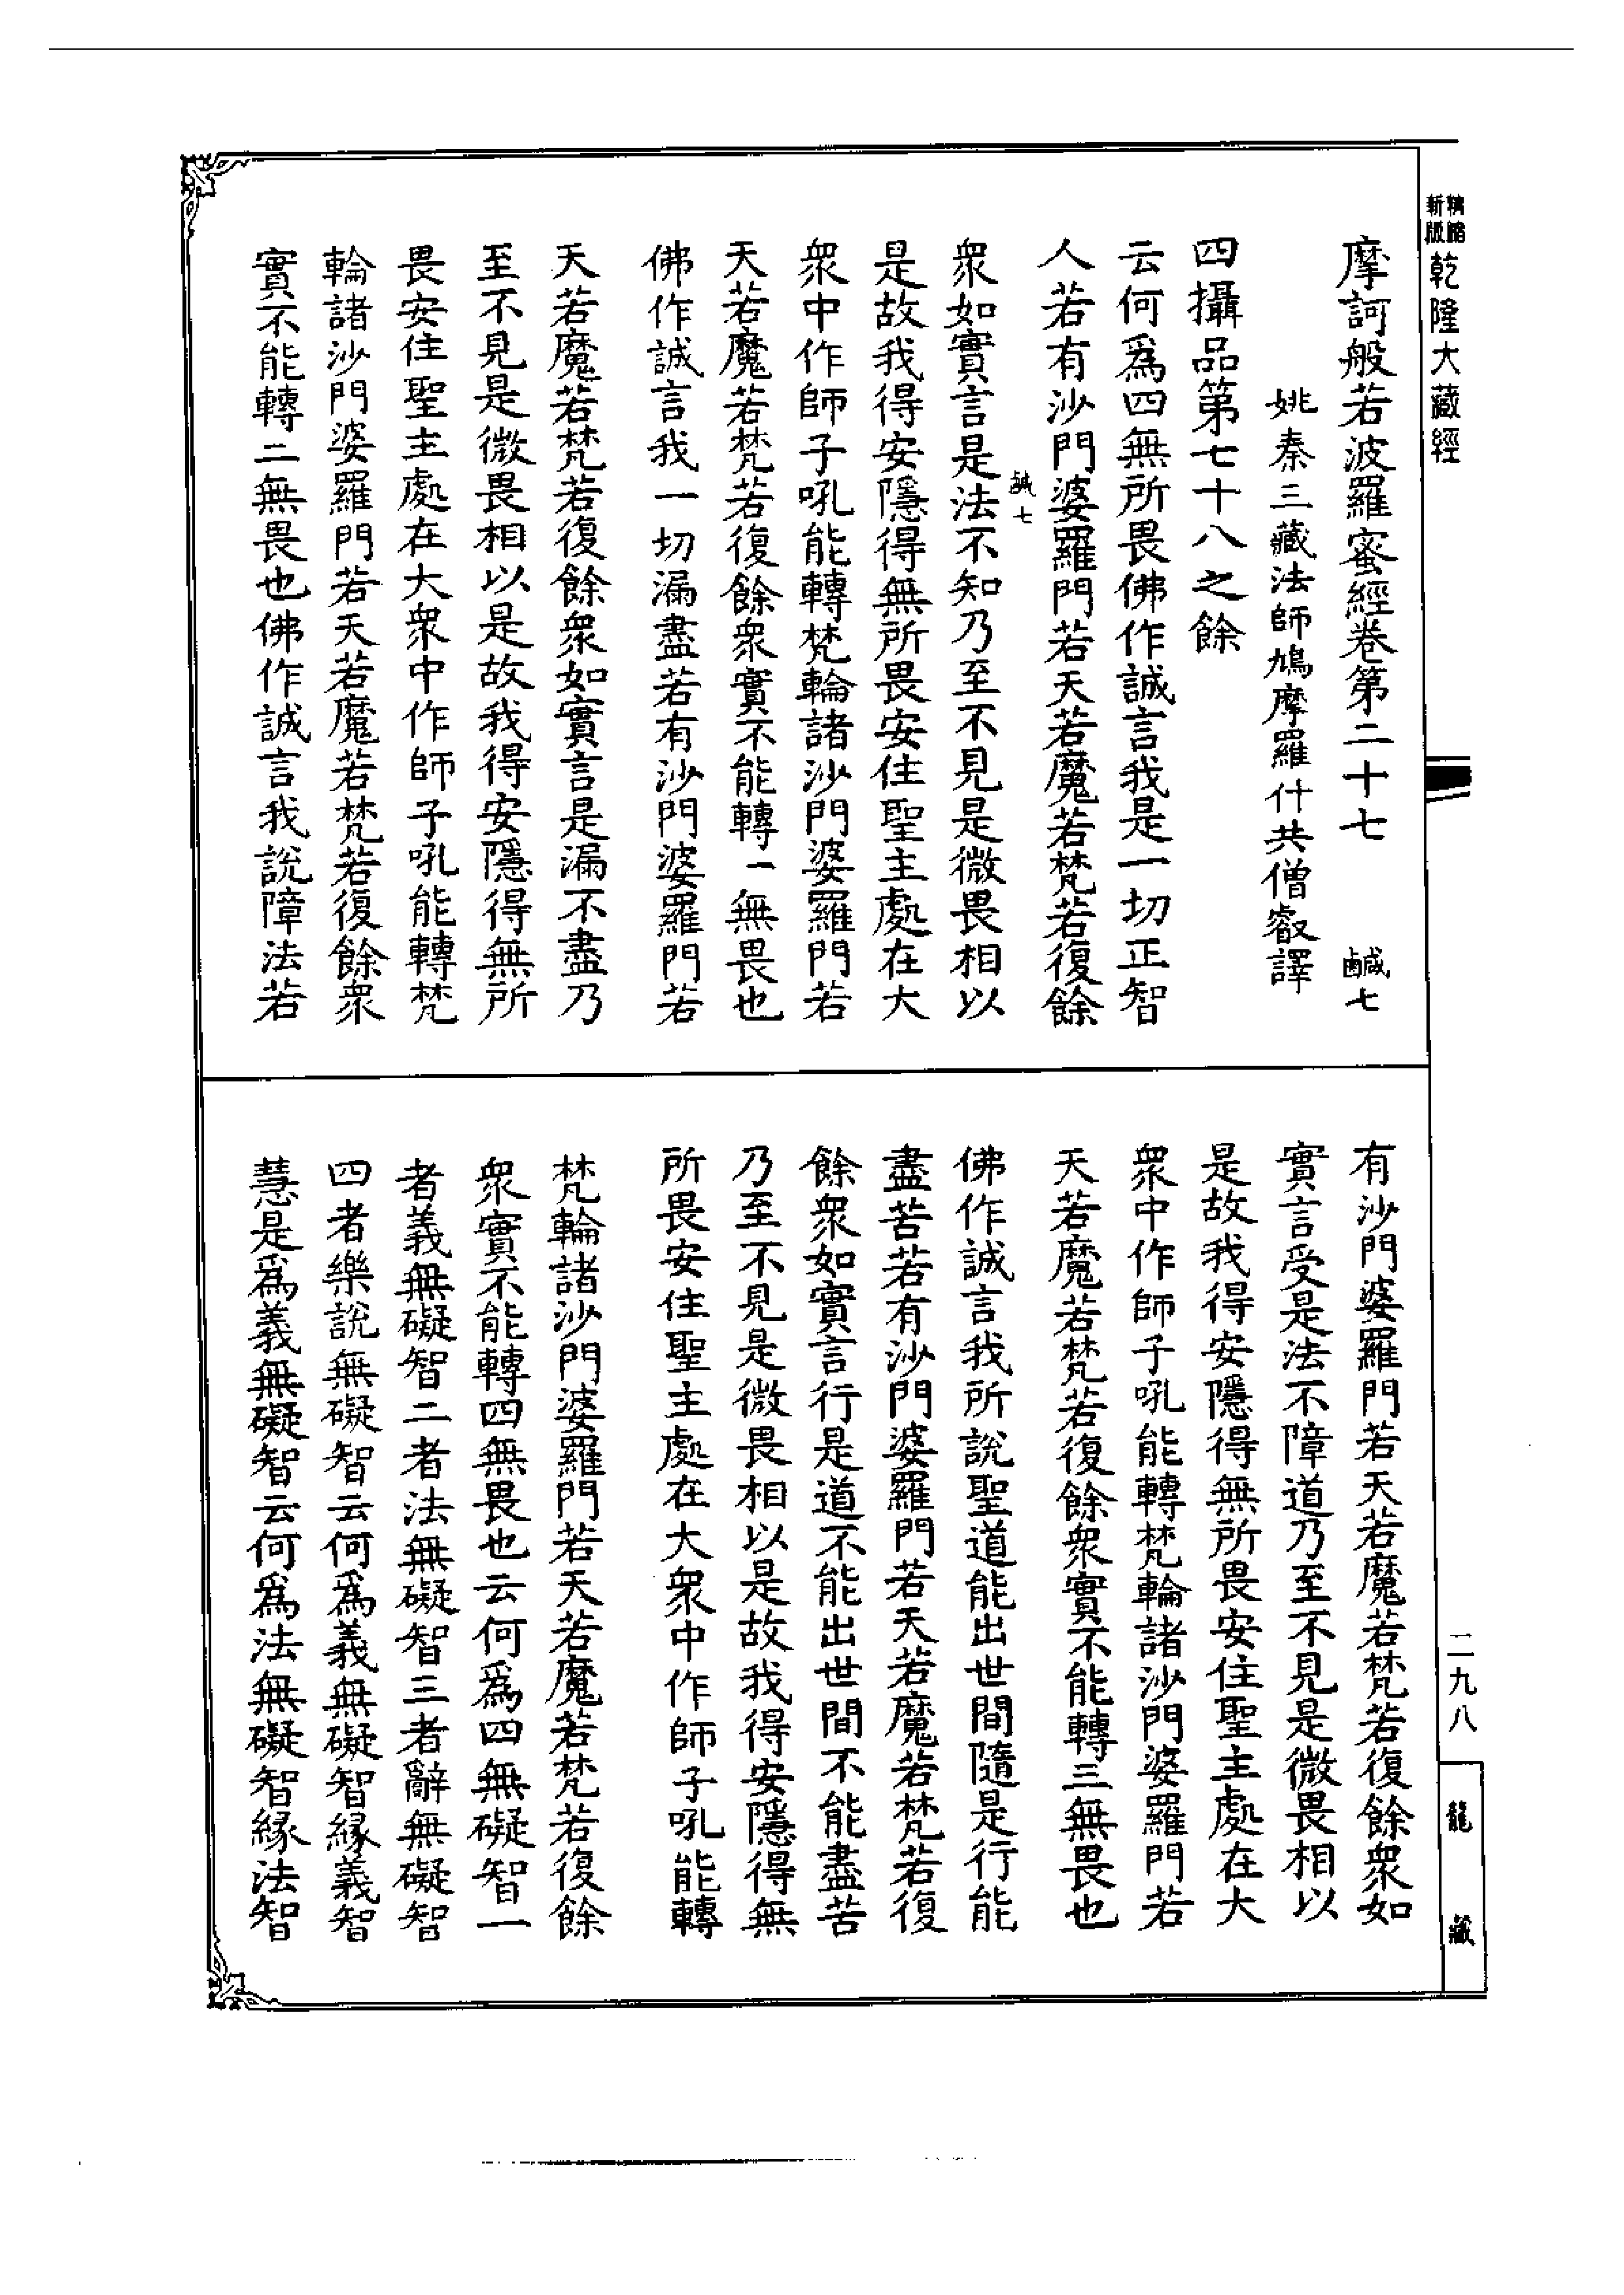 精縮
新版
乾隆大藏經
摩訶般若波羅蜜經卷第二十七 鹹七
姚秦三藏法師鳩摩羅什共僧叡譯
四攝品第七十八之餘
云何爲四無所畏佛作誠言我是一切正智
人若有沙門婆羅門若天若魔若梵若復餘
鹹七
衆如實言是法不知乃至不見是微畏相以
是故我得安隱得無所畏安住聖主處在大
衆中作師子吼能轉梵輪諸沙門婆羅門若
天若魔若梵若復餘衆實不能轉一無畏也
佛作誠言我一切漏盡若有沙門婆羅門若
天若魔若梵若復餘衆如實言是漏不盡乃
至不見是微畏相以是故我得安隱得無所
畏安住聖主處在大衆中作師子吼能轉梵
輪諸沙門婆羅門若天若魔若梵若復餘衆
實不能轉二無畏也佛作誠言我說障法若
有沙門婆羅門若天若魔若梵若復餘衆如
實言受是法不障道乃至不見是微畏相以
是故我得安隱得無所畏安住聖主處在大
衆中作師子吼能轉梵輪諸沙門婆羅門若
天若魔若梵若復餘衆實不能轉三無畏也
佛作誠言我所說聖道能出世間隨是行能
盡苦若有沙門婆羅門若天若魔若梵若復
餘衆如實言行是道不能出世間不能盡苦
乃至不見是微畏相以是故我得安隱得無
所畏安住聖主處在大衆中作師子吼能轉
梵輪諸沙門婆羅門若天若魔若梵若復餘
衆實不能轉四無畏也云何爲四無礙智一
者義無礙智二者法無礙智三者辭無礙智
四者樂說無礙智云何爲義無礙智緣義智
慧是爲義無礙智云何爲法無礙智緣法智
二九八
龍藏